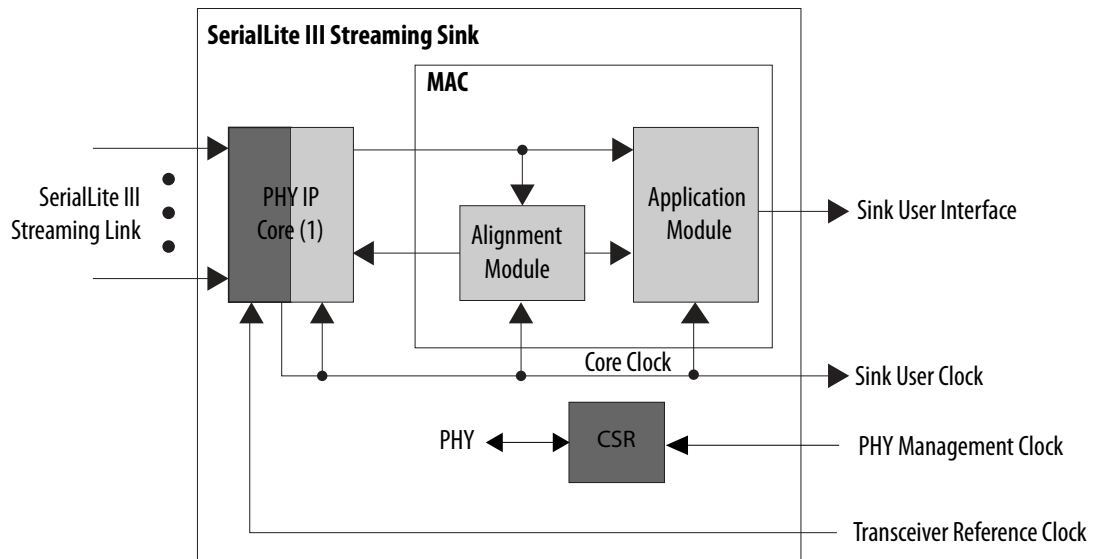 SerialLite III Streaming Sink
MAC
SerialLite III
Streaming Link
PHY IP
Core (1)
Alignment
Module
Application
Module
Sink User Interface
Core Clock
Sink User Clock
PHY
CSR
PHY Management Clock
Transceiver Reference Clock